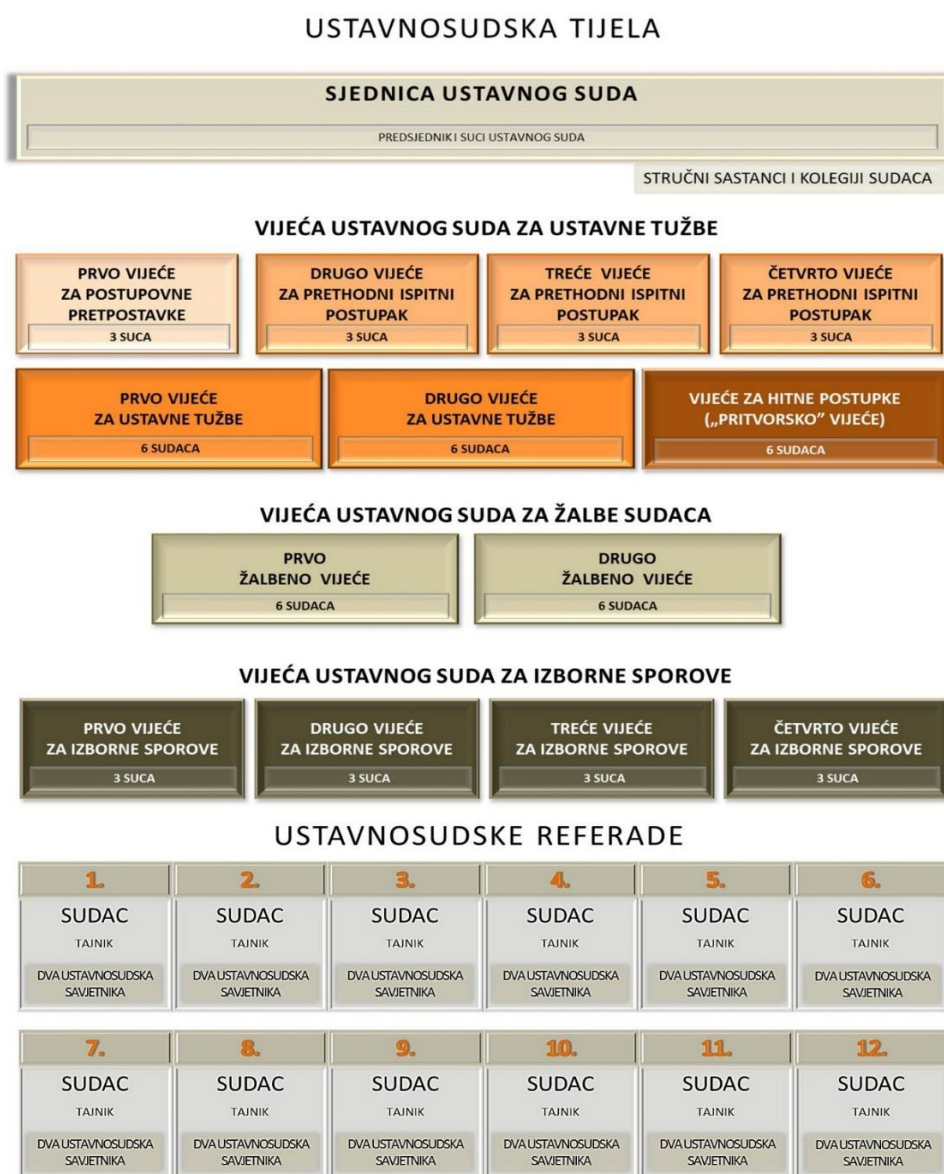 USTAVNOSUDSKA TIJELA
SJEDNICA USTAVNOG SUDA
PREDSJEDNIK I SUCI USTAVNOG SUDA
STRUČNI SASTANCI I KOLEGIJI SUDACA
VIJEĆA USTAVNOG SUDA ZA USTAVNE TUŽBE
PRVO VIJEĆE
ZA POSTUPOVNE
PRETPOSTAVKE
3 SUCA
DRUGO VIJEĆE
ZA PRETHODNI ISPITNI
POSTUPAK
3 SUCA
TREĆE VIJEĆE
ZA PRETHODNI ISPITNI
POSTUPAK
3 SUCA
ČETVRTO VIJEĆE
ZA PRETHODNI ISPITNI
POSTUPAK
3 SUCA
PRVO VIJEĆE
ZA USTAVNE TUŽBE
6 SUDACA
DRUGO VIJEĆE
ZA USTAVNE TUŽBE
6 SUDACA
VIJEĆE ZA HITNE POSTUPKE
(„PRITVORSKO” VIJEĆE)
6 SUDACA
VIJEĆA USTAVNOG SUDA ZA ŽALBE SUDACA
PRVO
ŽALBENO VIJEĆE
6 SUDACA
DRUGO
ŽALBENO VIJEĆE
6 SUDACA
VIJEĆA USTAVNOG SUDA ZA IZBORNE SPOROVE
PRVO VIJEĆE
ZA IZBORNE SPOROVE
3 SUCA
DRUGO VIJEĆE
ZA IZBORNE SPOROVE
3 SUCA
TREĆE VIJEĆE
ZA IZBORNE SPOROVE
3 SUCA
ČETVRTO VIJEĆE
ZA IZBORNE SPOROVE
3 SUCA
USTAVNOSUDSKE REFERADE
1.
SUDAC
TAJNIK
DVA USTAVNOSUDSKA
SAVJETNIKA
2.
SUDAC
TAJNIK
DVA USTAVNOSUDSKA
SAVJETNIKA
3.
SUDAC
TAJNIK
DVA USTAVNOSUDSKA
SAVJETNIKA
4.
SUDAC
TAJNIK
DVA USTAVNOSUDSKA
SAVJETNIKA
5.
SUDAC
TAJNIK
DVA USTAVNOSUDSKA
SAVJETNIKA
6.
SUDAC
TAJNIK
DVA USTAVNOSUDSKA
SAVJETNIKA
7.
SUDAC
TAJNIK
DVA USTAVNOSUDSKA
SAVJETNIKA
8.
SUDAC
TAJNIK
DVA USTAVNOSUDSKA
SAVJETNIKA
9.
SUDAC
TAJNIK
DVA USTAVNOSUDSKA
SAVJETNIKA
10.
SUDAC
TAJNIK
DVA USTAVNOSUDSKA
SAVJETNIKA
11.
SUDAC
TAJNIK
DVA USTAVNOSUDSKA
SAVJETNIKA
12.
SUDAC
TAJNIK
DVA USTAVNOSUDSKA
SAVJETNIKA